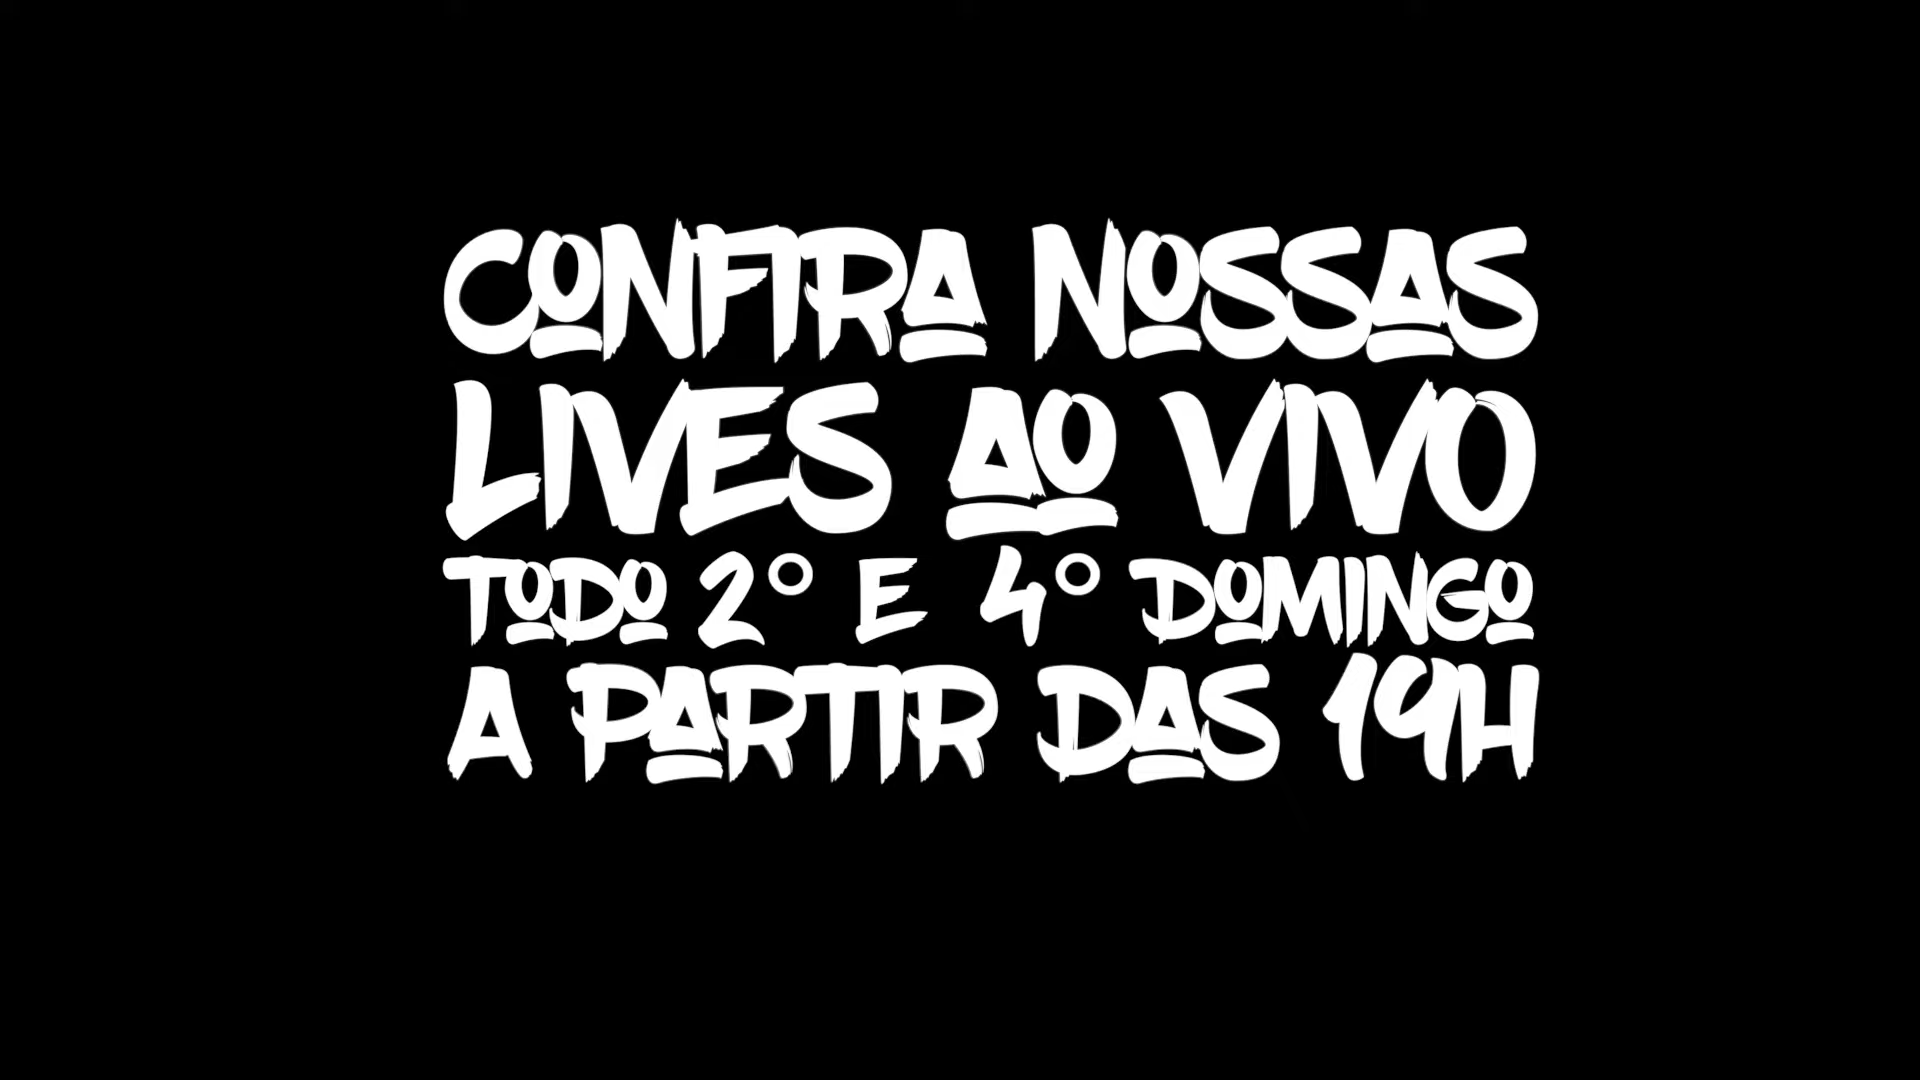 CONFIRA NOSSAS
LIVES AO VIVO
TODO 2° E 4° DOMINGO
A PARTIR DAS 19H